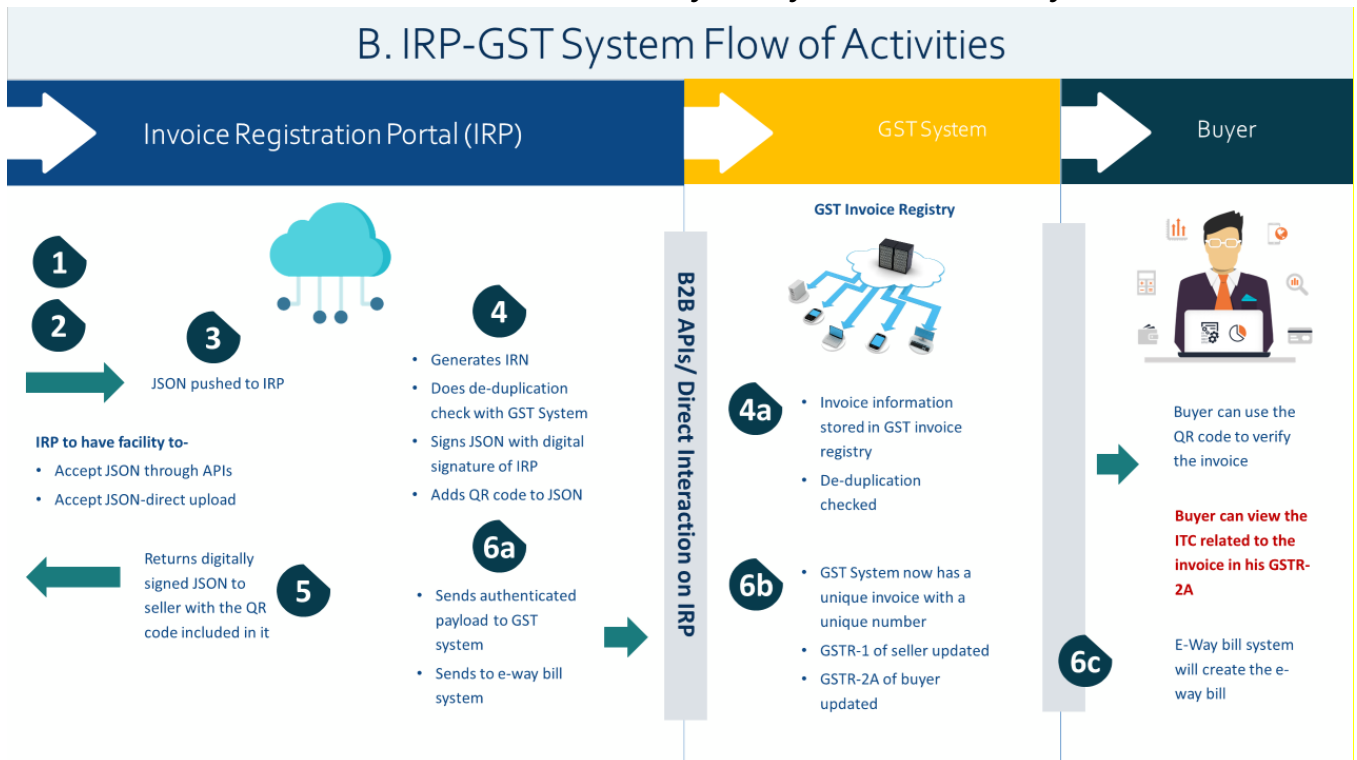 B. IRP-GST System Flow of Activities
Invoice Registration Portal (IRP)
GST System
Buyer
1
2
3
JSON pushed to IRP
IRP to have facility to-
• Accept JSON through APIs
• Accept JSON-direct upload
4
• Generates IRN
• Does de-duplication
check with GST System
• Signs JSON with digital
signature of IRP
• Adds QR code to JSON
5
Returns digitally
signed JSON to
seller with the QR
code included in it
6a
• Sends authenticated
payload to GST
system
• Sends to e-way bill
system
B2B APIs/ Direct Interaction on IRP
GST Invoice Registry
4a
• Invoice information
stored in GST invoice
registry
• De-duplication
checked
6b
• GST System now has a
unique invoice with a
unique number
• GSTR-1 of seller updated
• GSTR-2A of buyer
updated
Buyer can use the
QR code to verify
the invoice
Buyer can view the
ITC related to the
invoice in his GSTR-
2A
6c
E-Way bill system
will create the e-
way bill